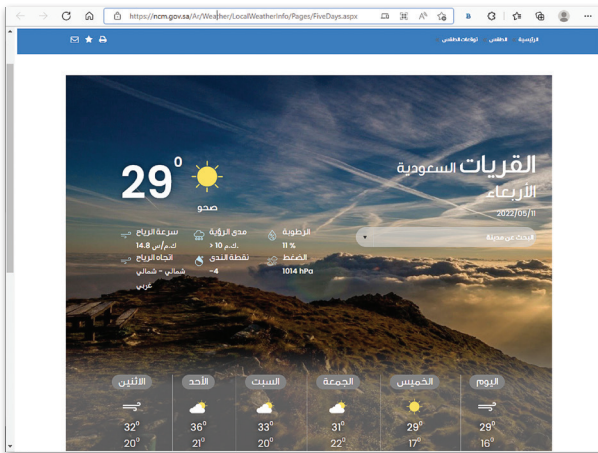 https://ncm.gov.sa/Ar/Weather/LocalWeatherInfo/Pages/FiveDays.aspx
الرئيسية الطقس توقعات الطقس
القريات السعودية
الأربعاء
2022/05/11
البحث عن مدينة
29°
صحو
الرطوبة
11 %
الضغط
1014 hPa
مدى الرؤية
> 10 ك.م.
نقطة الندى
-4
سرعة الرياح
14.8 ك.م/س
اتجاه الرياح
شمالي - شمالي
غربي
اليوم الخميس الجمعة السبت الأحد الاثنين
29° 29° 31° 33° 36° 32°
16° 17° 22° 20° 21° 20°